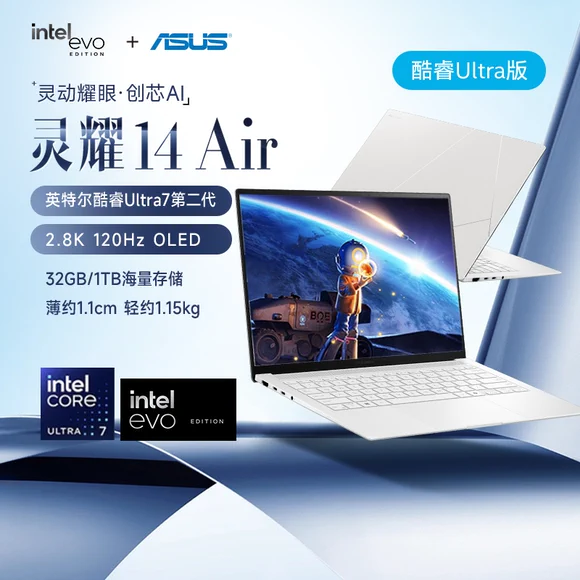 intel evo EDITION + ASUS
酷睿Ultra版
灵动耀眼·创芯AI
灵耀14 Air
英特尔酷睿Ultra7第二代
2.8K 120Hz OLED
32GB/1TB海量存储
薄约1.1cm 轻约1.15kg
BOE
intel CORE ULTRA 7
intel evo EDITION